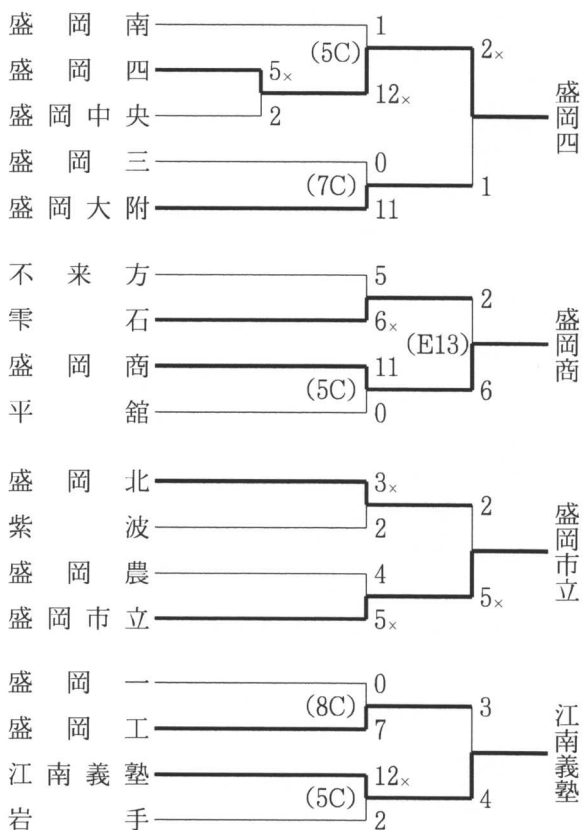 盛岡南 1
(5C) 2×
盛岡四 5×
12×
盛岡中央 2
盛岡四
盛岡三 0
(7C) 1
盛岡大附 11
不来方 5
2
雫石 6×
(E13)
盛岡商
盛岡商 11
(5C) 6
平舘 0
盛岡北 3×
2
紫波 2
盛岡市立
盛岡農 4
5×
盛岡市立 5×
盛岡一 0
(8C) 3
盛岡工 7
江南義塾
江南義塾 12×
(5C) 4
岩手 2